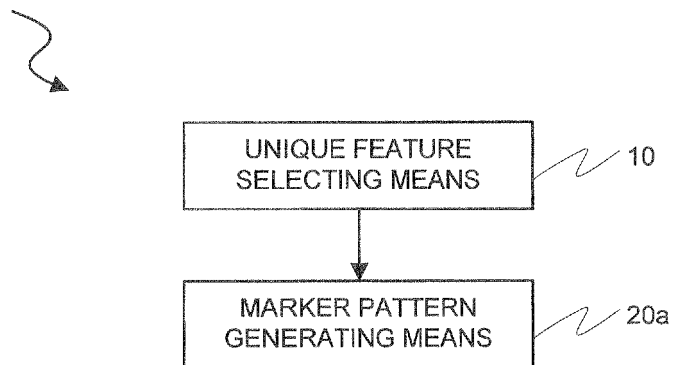 UNIQUE FEATURE
SELECTING MEANS
10
MARKER PATTERN
GENERATING MEANS
20a